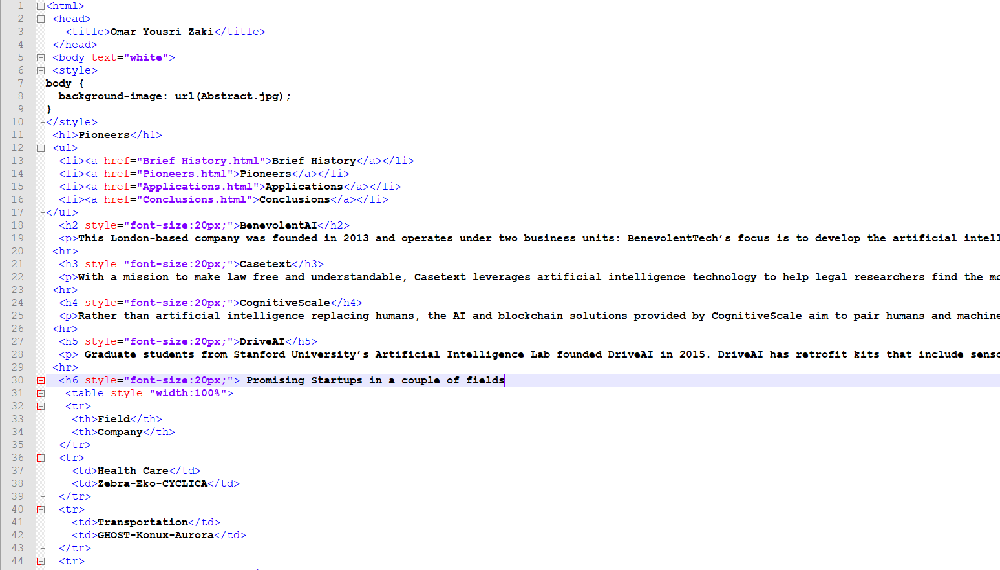 1 <html>
2 <head>
3 <title>Omar Yousri Zaki</title>
4 </head>
5 <body text="white">
6 <style>
7 body {
8 background-image: url(Abstract.jpg);
9 }
10 </style>
11 <h1>Pioneers</h1>
12 <ul>
13 <li><a href="Brief History.html">Brief History</a></li>
14 <li><a href="Pioneers.html">Pioneers</a></li>
15 <li><a href="Applications.html">Applications</a></li>
16 <li><a href="Conclusions.html">Conclusions</a></li>
17 </ul>
18 <h2 style="font-size:20px;">BenevolentAI</h2>
19 <p>This London-based company was founded in 2013 and operates under two business units: BenevolentTech’s focus is to develop the artificial intell
20 <hr>
21 <h3 style="font-size:20px;">Casetext</h3>
22 <p>With a mission to make law free and understandable, Casetext leverages artificial intelligence technology to help legal researchers find the mo
23 <hr>
24 <h4 style="font-size:20px;">CognitiveScale</h4>
25 <p>Rather than artificial intelligence replacing humans, the AI and blockchain solutions provided by CognitiveScale aim to pair humans and machine
26 <hr>
27 <h5 style="font-size:20px;">DriveAI</h5>
28 <p> Graduate students from Stanford University’s Artificial Intelligence Lab founded DriveAI in 2015. DriveAI has retrofit kits that include senso
29 <hr>
30 <h6 style="font-size:20px;"> Promising Startups in a couple of fields
31 <table style="width:100%">
32 <tr>
33 <th>Field</th>
34 <th>Company</th>
35 </tr>
36 <tr>
37 <td>Health Care</td>
38 <td>Zebra-Eko-CYCLICA</td>
39 </tr>
40 <tr>
41 <td>Transportation</td>
42 <td>GHOST-Konux-Aurora</td>
43 </tr>
44 <tr>